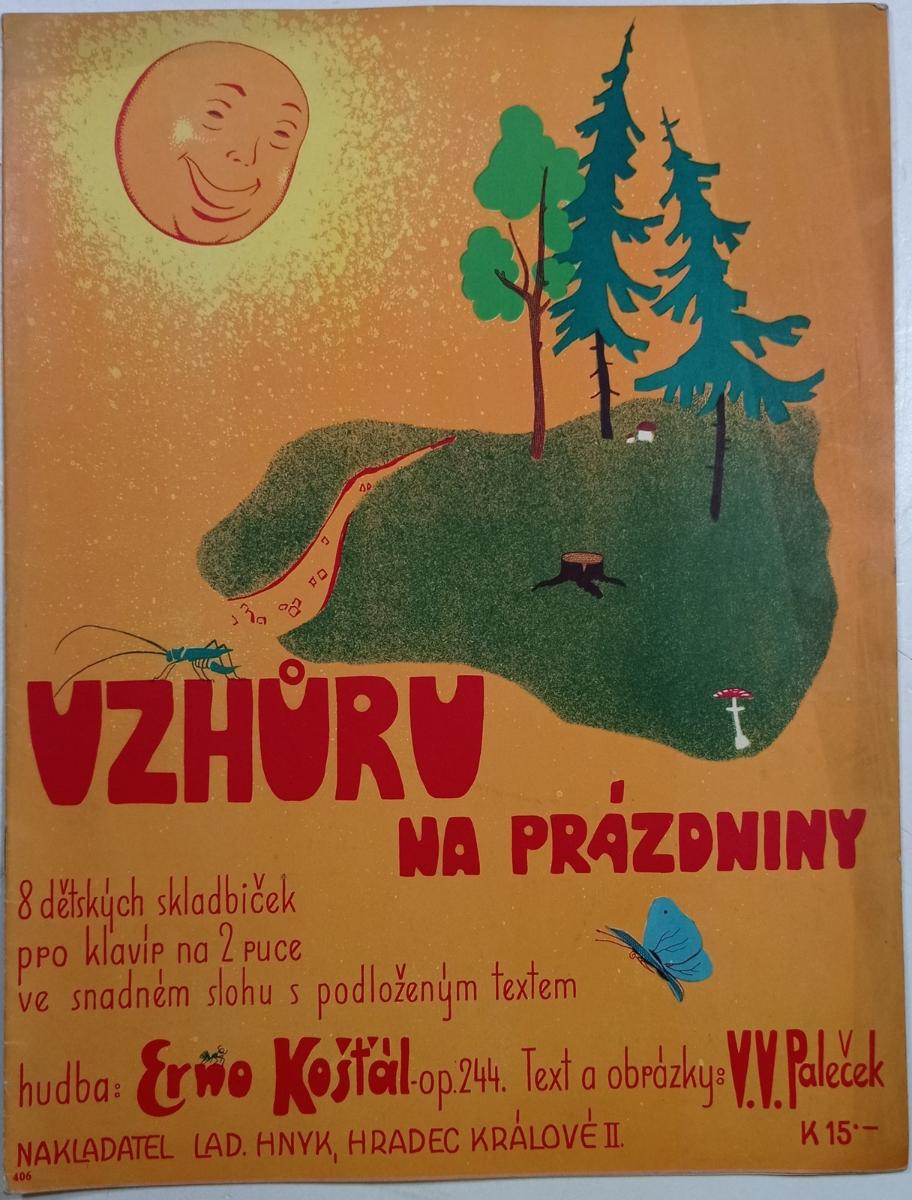 VZHŮRU
NA PRÁZDNINY
8 dětských skladbiček
pro klavír na 2 ruce
ve snadném slohu s podloženým textem
hudba: Erno Košťál - op. 244. Text a obrázky: V.V. Paleček
NAKLADATEL LAD. HNYK, HRADEC KRÁLOVÉ II.
K 15·–
406